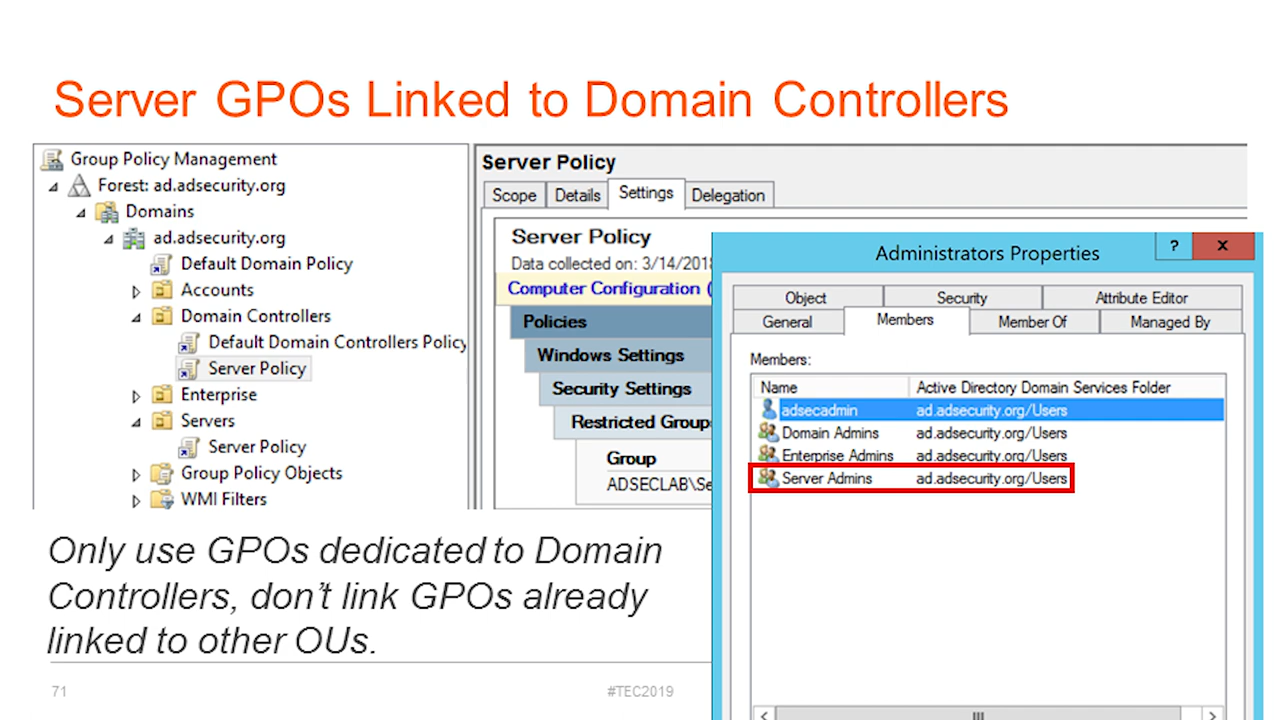 Server GPOs Linked to Domain Controllers
Group Policy Management
Forest: ad.adsecurity.org
Domains
ad.adsecurity.org
Default Domain Policy
Accounts
Domain Controllers
Default Domain Controllers Policy
Server Policy
Enterprise
Servers
Server Policy
Group Policy Objects
WMI Filters
Server Policy
Scope Details Settings Delegation
Server Policy
Data collected on: 3/14/2018
Computer Configuration (
Policies
Windows Settings
Security Settings
Restricted Groups
Group
ADSECLAB\Se
Administrators Properties
? X
Object Security Attribute Editor
General Members Member Of Managed By
Members:
Name Active Directory Domain Services Folder
adsecadmin ad.adsecurity.org/Users
Domain Admins ad.adsecurity.org/Users
Enterprise Admins ad.adsecurity.org/Users
Server Admins ad.adsecurity.org/Users
Only use GPOs dedicated to Domain
Controllers, don't link GPOs already
linked to other OUs.
71
#TEC2019